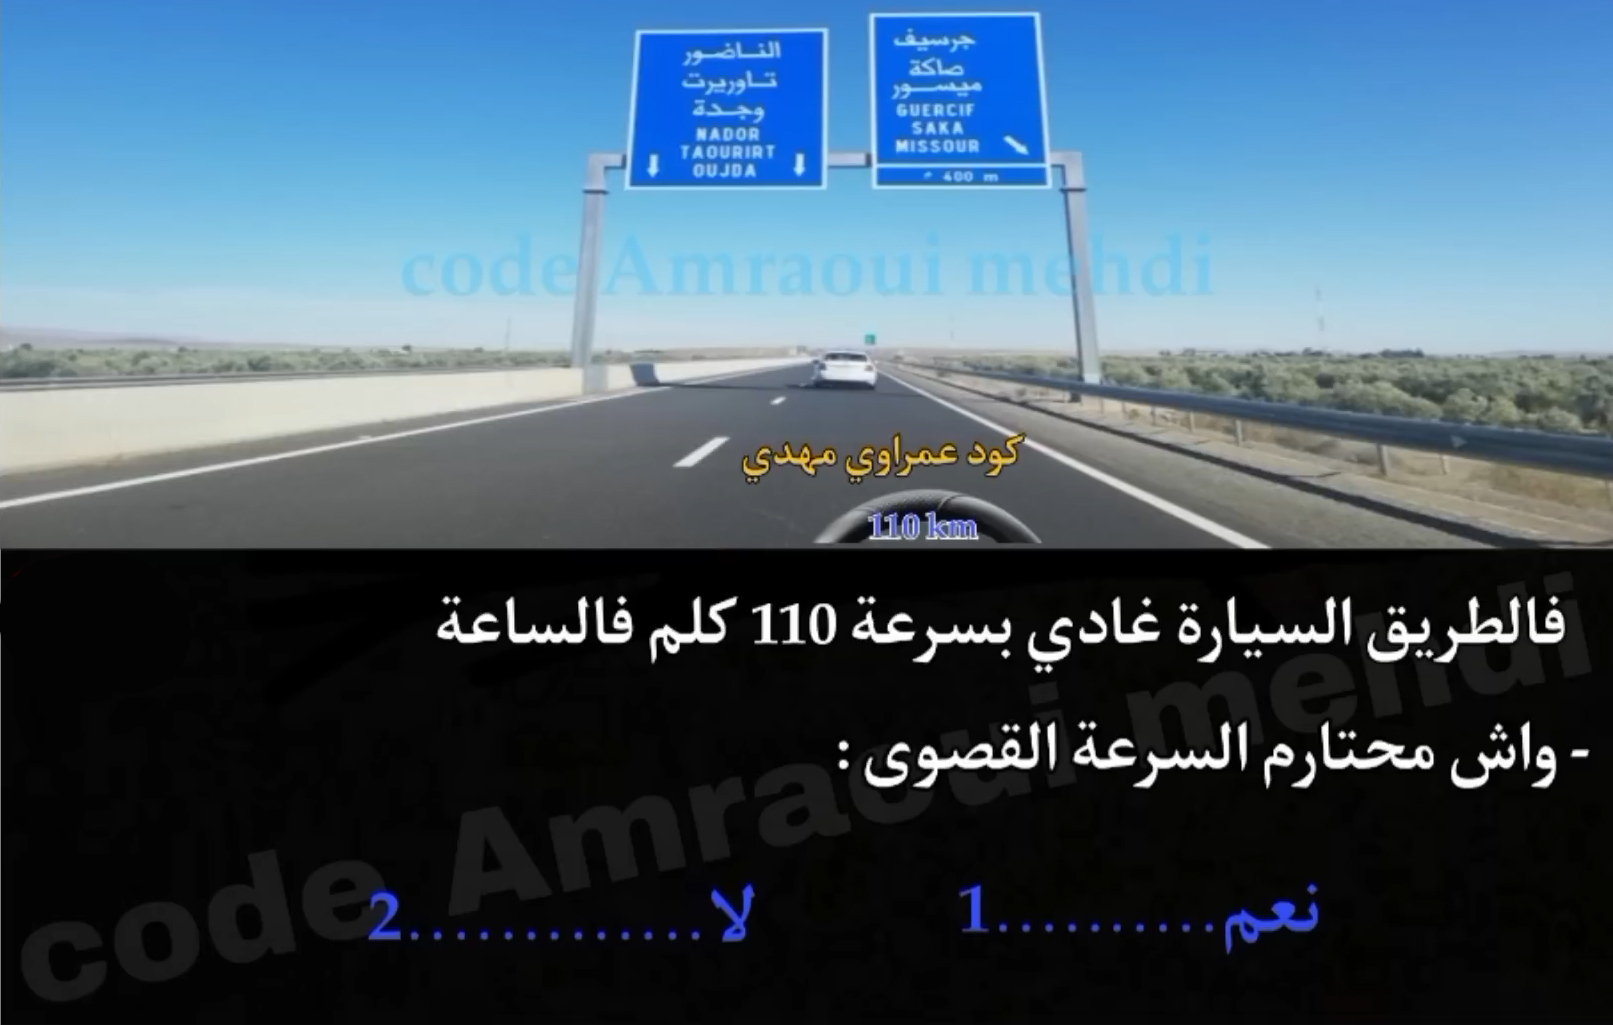 الناضور
تاوريرت
وجدة
NADOR
TAOURIRT
OUJDA
جرسيف
صاكة
ميسور
GUERCIF
SAKA
MISSOUR
400 m
code Amraoui mehdi
كود عمراوي مهدي
110 km
فالطريق السيارة غادي بسرعة 110 كلم فالساعة
- واش محتارم السرعة القصوى :
نعم..........1
لا.............2
code Amraoui mehdi